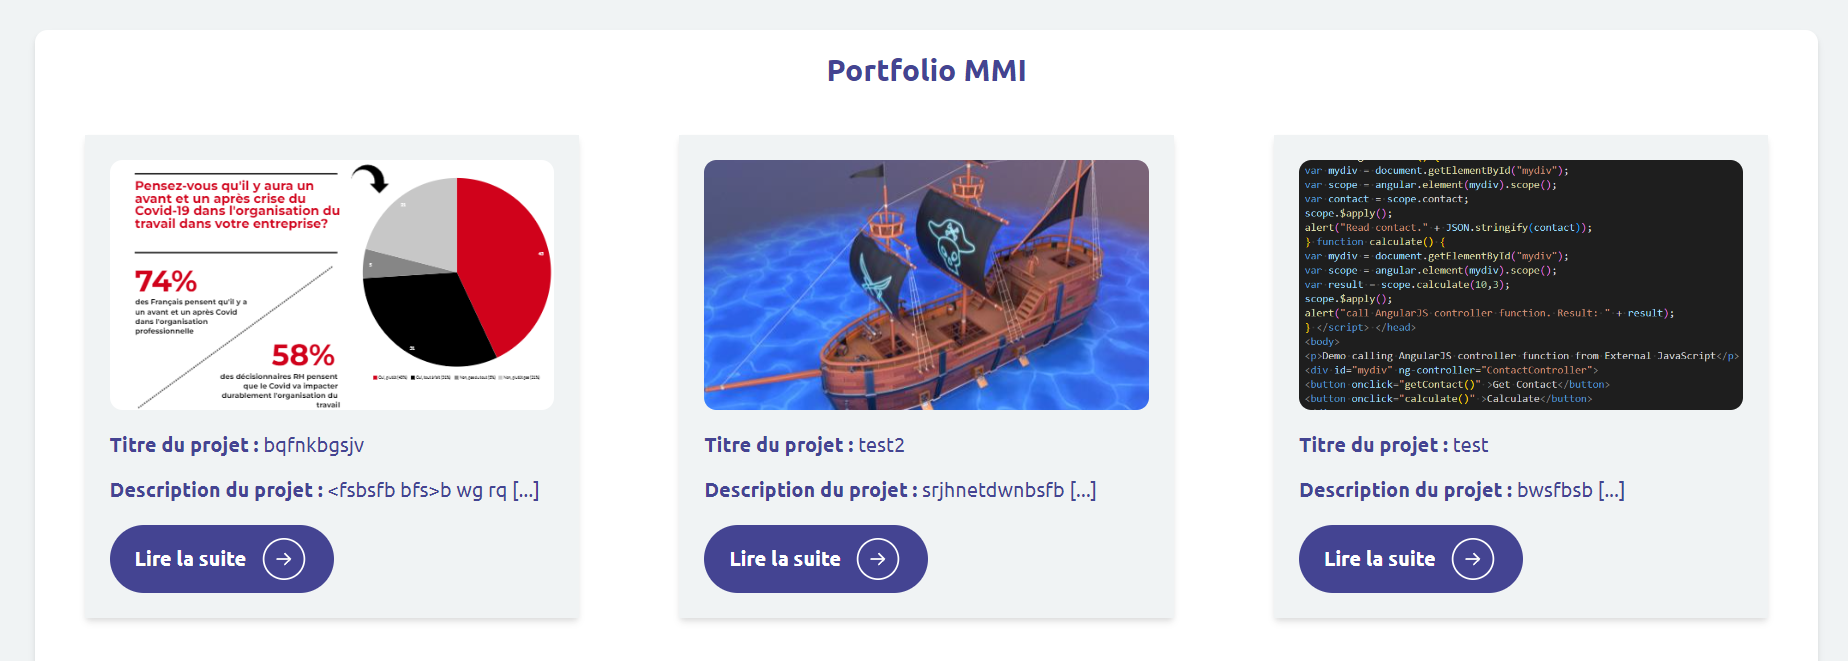 Portfolio MMI
Pensez-vous qu'il y aura un
avant et un après crise du
Covid-19 dans l'organisation du
travail dans votre entreprise?
74%
des Français pensent qu'il y a
un avant et un après Covid
dans l'organisation
professionnelle
58%
des décisionnaires RH pensent
que le Covid va impacter
durablement l'organisation du
travail
Titre du projet : bqfnkbgsjv
Description du projet : <fsbsfb bfs>b wg rq [...]
Lire la suite
Titre du projet : test2
Description du projet : srjhnetdwnbsfb [...]
Lire la suite
var mydiv = document.getElementById("mydiv");
var scope = angular.element(mydiv).scope();
var contact = scope.contact;
scope.$apply();
alert("Read contact." + JSON.stringify(contact));
} function calculate() {
var mydiv = document.getElementById("mydiv");
var scope = angular.element(mydiv).scope();
var result = scope.calculate(10,3);
scope.$apply();
alert("call AngularJS controller function. Result: " + result);
} </script> </head>
<body>
<p>Demo calling AngularJS controller function from External JavaScript</p>
<div id="mydiv" ng-controller="ContactController">
<button onclick="getContact()" >Get Contact</button>
<button onclick="calculate()" >Calculate</button>
Titre du projet : test
Description du projet : bwsfbsb [...]
Lire la suite